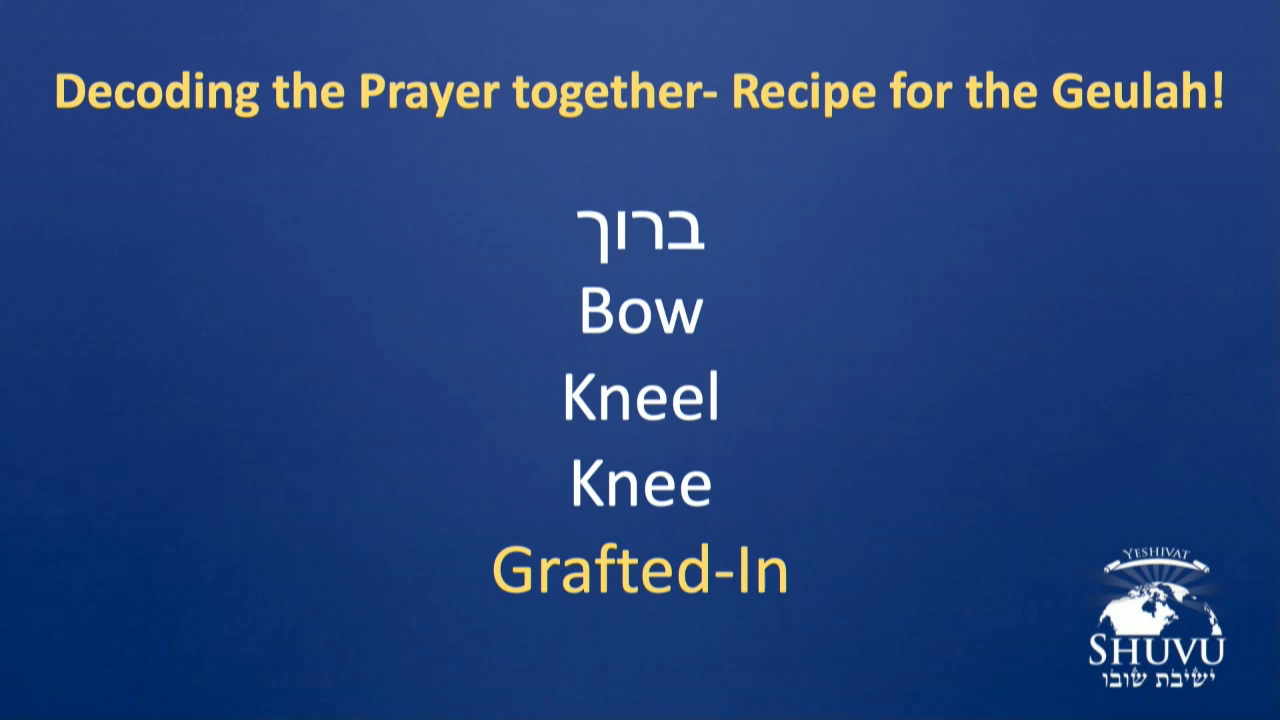 Decoding the Prayer together- Recipe for the Geulah!
ברוך
Bow
Kneel
Knee
Grafted-In
YESHIVAT
SHUVU
ישיבת שובו